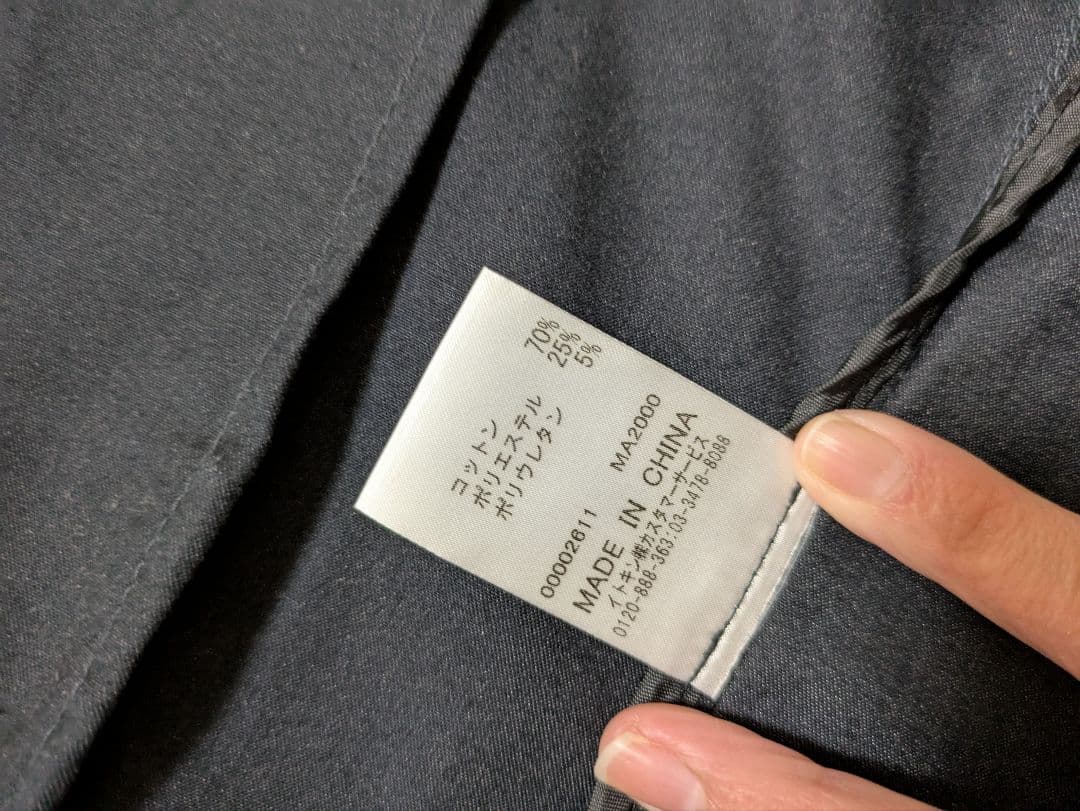 コットン 70%
ポリエステル 25%
ポリウレタン 5%
00002611 MA2000
MADE IN CHINA
イトキン㈱カスタマーサービス
0120-888-363:03-3478-8088